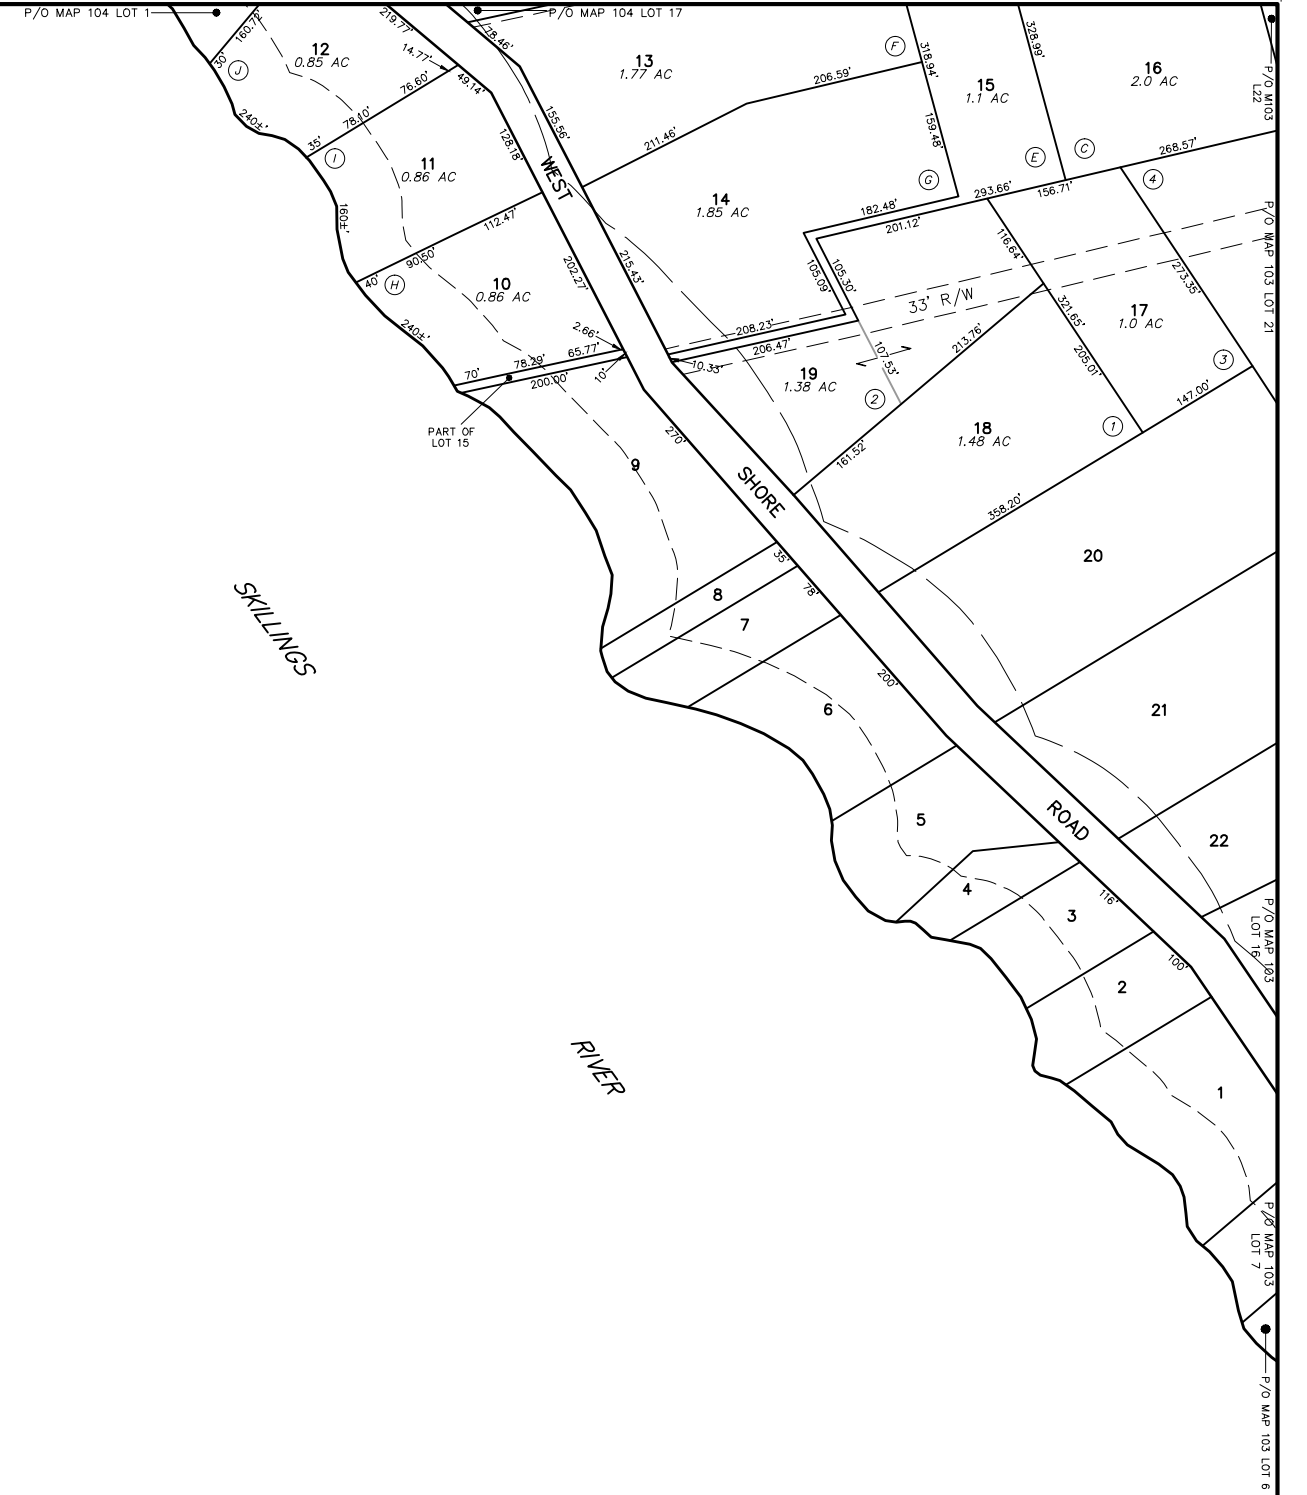 P/O MAP 104 LOT 1
P/O MAP 104 LOT 17
P/O M103
L22
160.72'
30'
J
12
0.85 AC
219.77'
14.77'
49.14'
78.46'
13
1.77 AC
206.59'
F
318.94'
328.99'
15
1.1 AC
16
2.0 AC
240±'
76.60'
78.10'
35'
I
128.18'
155.56'
211.46'
159.48'
E
C
268.57'
11
0.86 AC
WEST
14
1.85 AC
G
182.48'
201.12'
293.66'
156.71'
4
P/O MAP 103 LOT 21
160±'
112.47'
90.50'
40'
H
10
0.86 AC
202.27'
215.43'
105.09'
105.30'
116.64'
273.35'
33' R/W
321.65'
17
1.0 AC
240±'
2.66'
208.23'
206.47'
107.53'
213.76'
205.01'
3
70'
78.29'
65.77'
200.00'
10'
10.33'
19
1.38 AC
2
147.00'
PART OF
LOT 15
270'
161.52'
18
1.48 AC
1
9
SHORE
358.20'
20
SKILLINGS
35'
8
78'
7
200'
6
21
5
ROAD
22
4
116'
3
P/O MAP 103
LOT 16
100'
2
RIVER
1
P/O MAP 103
LOT 7
P/O MAP 103 LOT 6